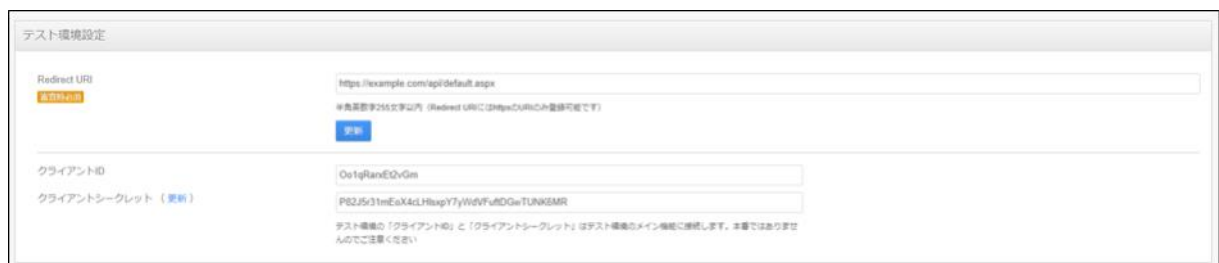 テスト環境設定
Redirect URI
https://example.com/api/default.aspx
半角英数字255文字以内（Redirect URIにはhttpsのURIのみ登録可能です）
更新
クライアントID
Oo1qRarxEt2vGm
クライアントシークレット（更新）
P82J5r31mEoX4cLHlsxpY7yWdVFuftDGwTUNK6MR
テスト環境の「クライアントID」と「クライアントシークレット」はテスト環境のメイン機能に接続します。本番ではありませ
んのでご注意ください